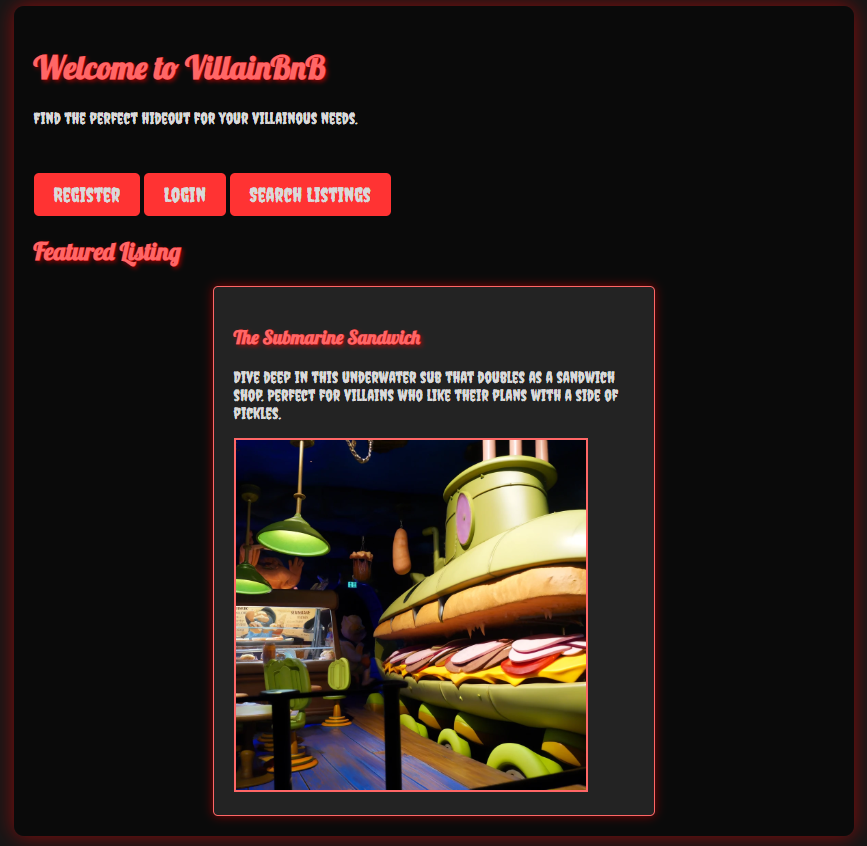 Welcome to VillainBnB
FIND THE PERFECT HIDEOUT FOR YOUR VILLAINOUS NEEDS.
REGISTER
LOGIN
SEARCH LISTINGS
Featured Listing
The Submarine Sandwich
DIVE DEEP IN THIS UNDERWATER SUB THAT DOUBLES AS A SANDWICH
SHOP. PERFECT FOR VILLAINS WHO LIKE THEIR PLANS WITH A SIDE OF
PICKLES.